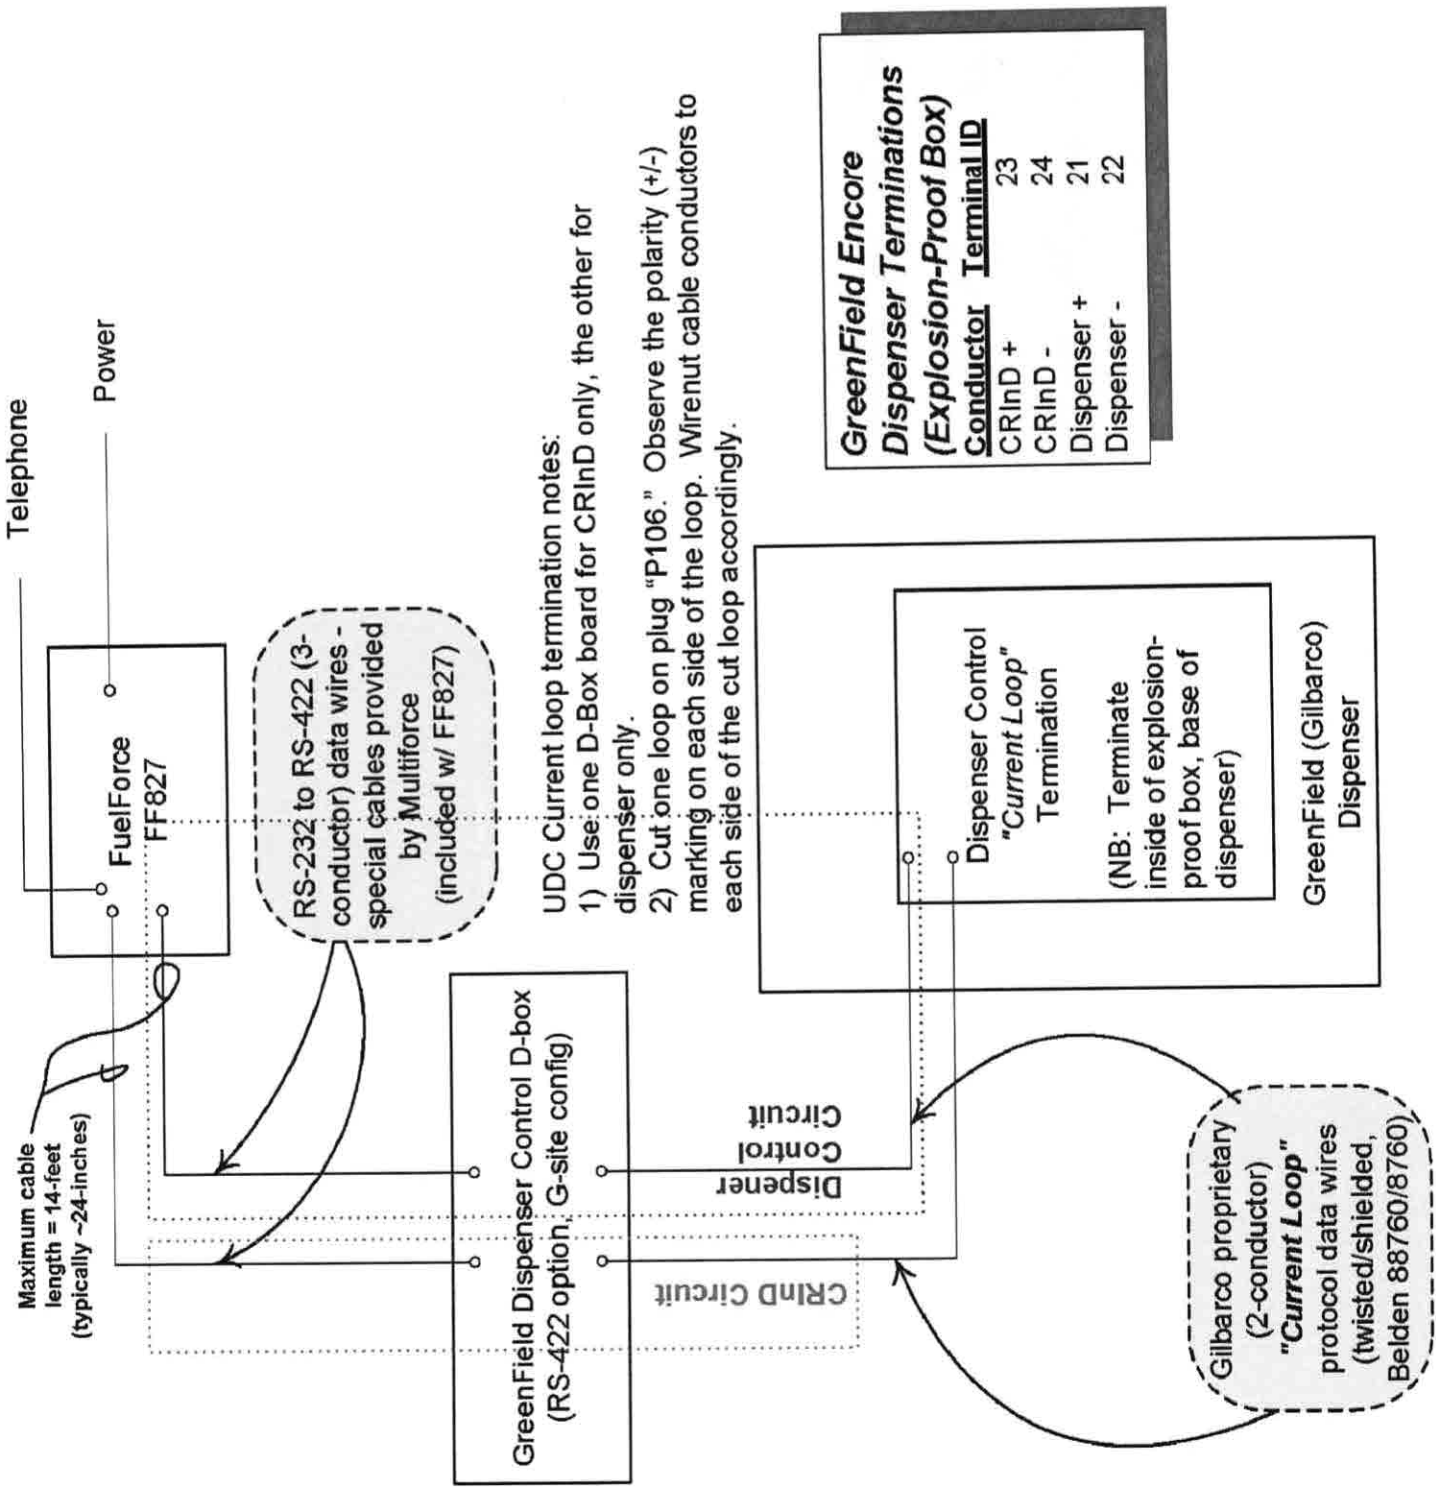 Telephone
Power
FuelForce
FF827
Maximum cable
length = 14-feet
(typically ~24-inches)
RS-232 to RS-422 (3-
conductor) data wires -
special cables provided
by Multiforce
(included w/ FF827)
GreenField Dispenser Control D-box
(RS-422 option, G-site config)
UDC Current loop termination notes:
1) Use one D-Box board for CRInD only, the other for
dispenser only.
2) Cut one loop on plug "P106." Observe the polarity (+/-)
marking on each side of the loop. Wirenut cable conductors to
each side of the cut loop accordingly.
CRInD Circuit
Dispener
Control
Circuit
Dispenser Control
"Current Loop"
Termination
(NB: Terminate
inside of explosion-
proof box, base of
dispenser)
GreenField (Gilbarco)
Dispenser
GreenField Encore
Dispenser Terminations
(Explosion-Proof Box)
Conductor Terminal ID
CRInD + 23
CRInD - 24
Dispenser + 21
Dispenser - 22
Gilbarco proprietary
(2-conductor)
"Current Loop"
protocol data wires
(twisted/shielded,
Belden 88760/8760)